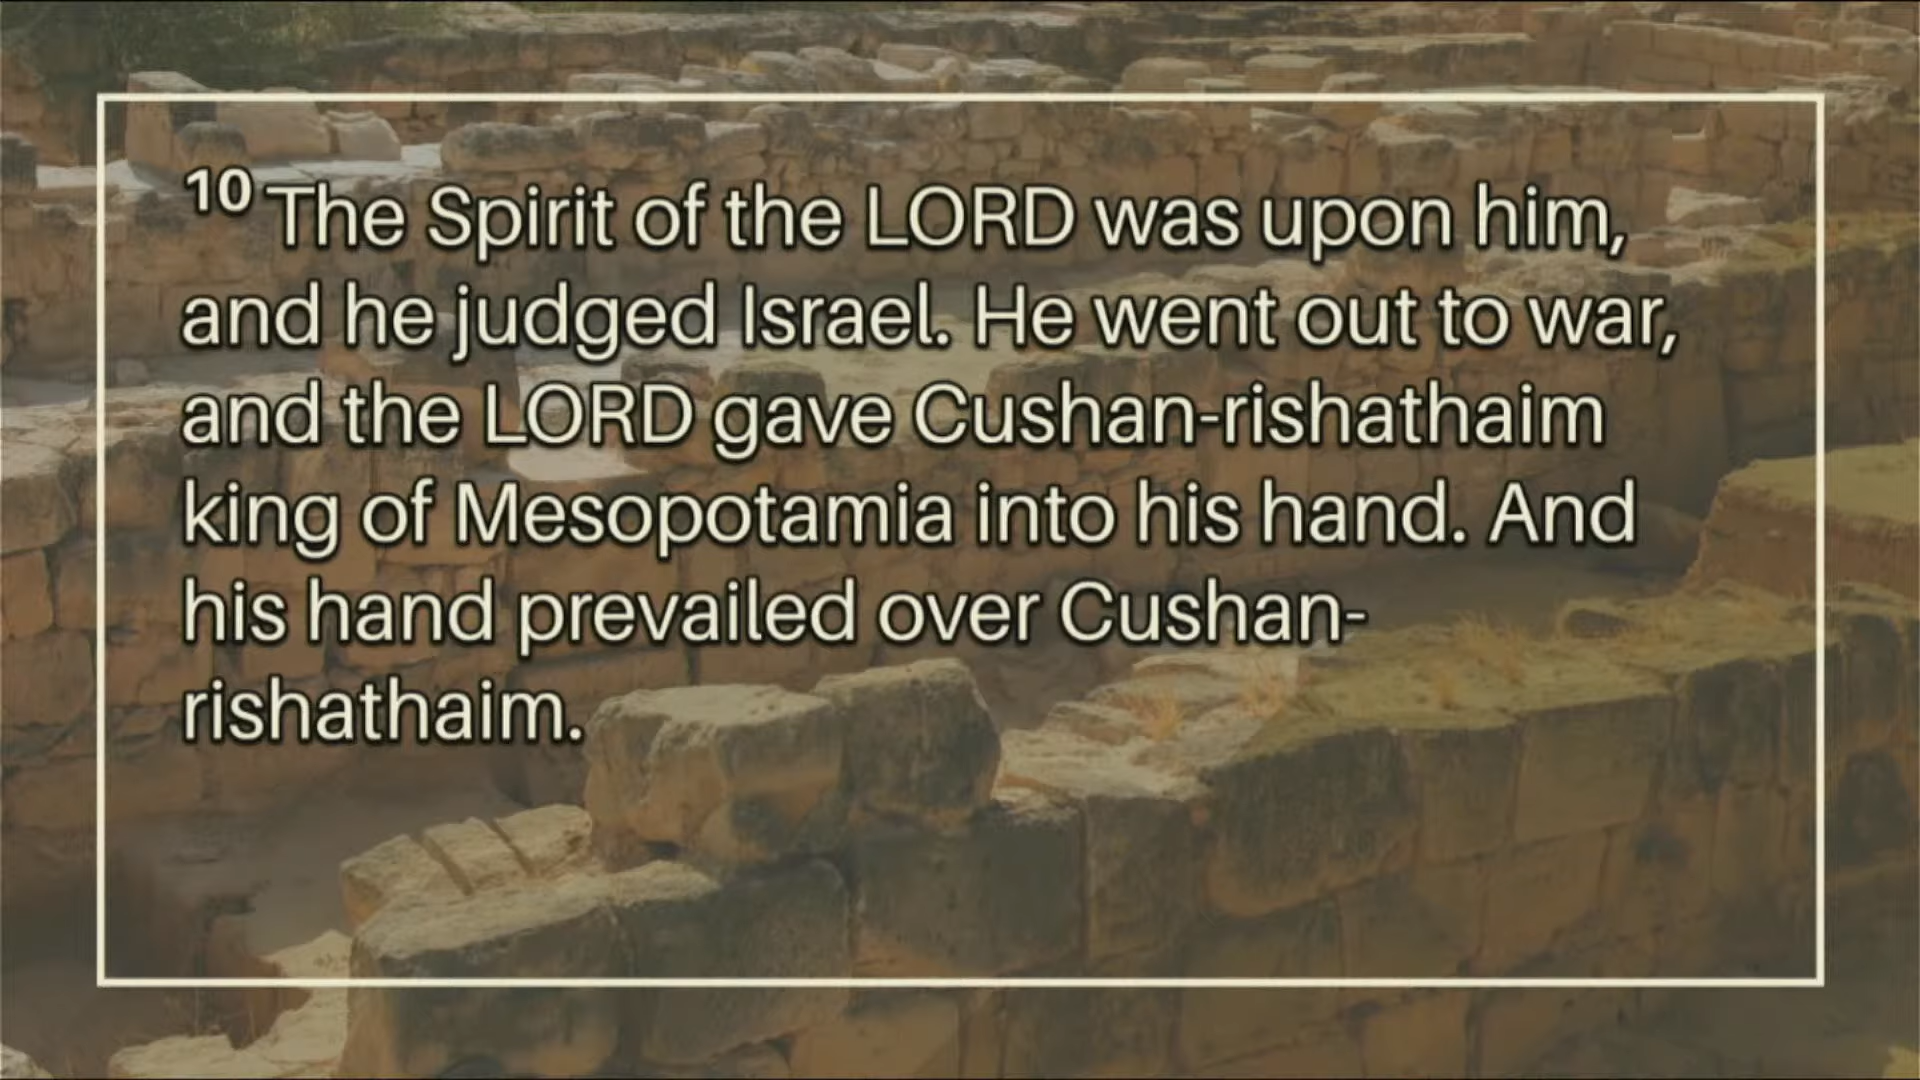 10 The Spirit of the LORD was upon him,
and he judged Israel. He went out to war,
and the LORD gave Cushan-rishathaim
king of Mesopotamia into his hand. And
his hand prevailed over Cushan-
rishathaim.